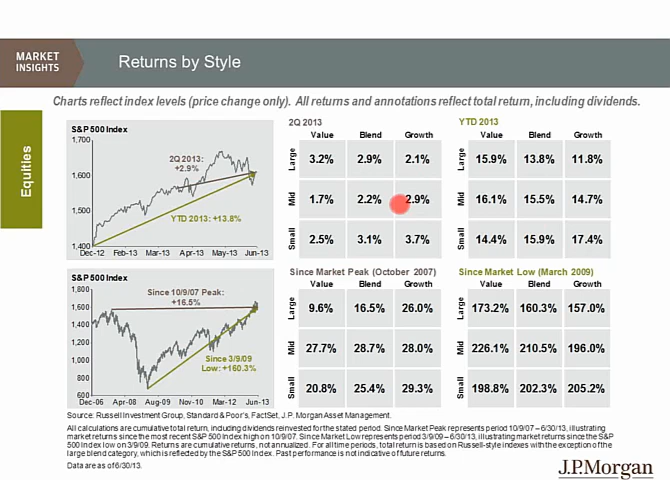 MARKET
INSIGHTS
Returns by Style
Charts reflect index levels (price change only). All returns and annotations reflect total return, including dividends.
Equities
S&P 500 Index
1,700
1,600
1,500
1,400
2Q 2013:
+2.9%
YTD 2013: +13.8%
Dec-12 Feb-13 Mar-13 Apr-13 May-13 Jun-13
2Q 2013
Value Blend Growth
Large 3.2% 2.9% 2.1%
Mid 1.7% 2.2% 2.9%
Small 2.5% 3.1% 3.7%
YTD 2013
Value Blend Growth
Large 15.9% 13.8% 11.8%
Mid 16.1% 15.5% 14.7%
Small 14.4% 15.9% 17.4%
S&P 500 Index
1,800
1,600
1,400
1,200
1,000
800
600
Since 10/9/07 Peak:
+16.5%
Since 3/9/09
Low: +160.3%
Dec-06 Apr-08 Aug-09 Nov-10 Mar-12 Jun-13
Since Market Peak (October 2007)
Value Blend Growth
Large 9.6% 16.5% 26.0%
Mid 27.7% 28.7% 28.0%
Small 20.8% 25.4% 29.3%
Since Market Low (March 2009)
Value Blend Growth
Large 173.2% 160.3% 157.0%
Mid 226.1% 210.5% 196.0%
Small 198.8% 202.3% 205.2%
Source: Russell Investment Group, Standard & Poor's, FactSet, J.P. Morgan Asset Management.
All calculations are cumulative total return, including dividends reinvested for the stated period. Since Market Peak represents period 10/9/07 – 6/30/13, illustrating
market returns since the most recent S&P 500 Index high on 10/9/07. Since Market Low represents period 3/9/09 – 6/30/13, illustrating market returns since the S&P
500 Index low on 3/9/09. Returns are cumulative returns, not annualized. For all time periods, total return is based on Russell-style indexes with the exception of the
large blend category, which is reflected by the S&P 500 Index. Past performance is not indicative of future returns.
Data are as of 6/30/13.
J.P.Morgan